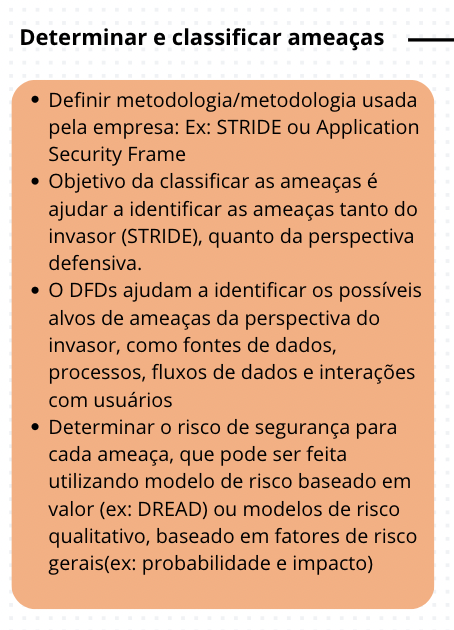 Determinar e classificar ameaças
• Definir metodologia/metodologia usada
pela empresa: Ex: STRIDE ou Application
Security Frame
• Objetivo da classificar as ameaças é
ajudar a identificar as ameaças tanto do
invasor (STRIDE), quanto da perspectiva
defensiva.
• O DFDs ajudam a identificar os possíveis
alvos de ameaças da perspectiva do
invasor, como fontes de dados,
processos, fluxos de dados e interações
com usuários
• Determinar o risco de segurança para
cada ameaça, que pode ser feita
utilizando modelo de risco baseado em
valor (ex: DREAD) ou modelos de risco
qualitativo, baseado em fatores de risco
gerais(ex: probabilidade e impacto)